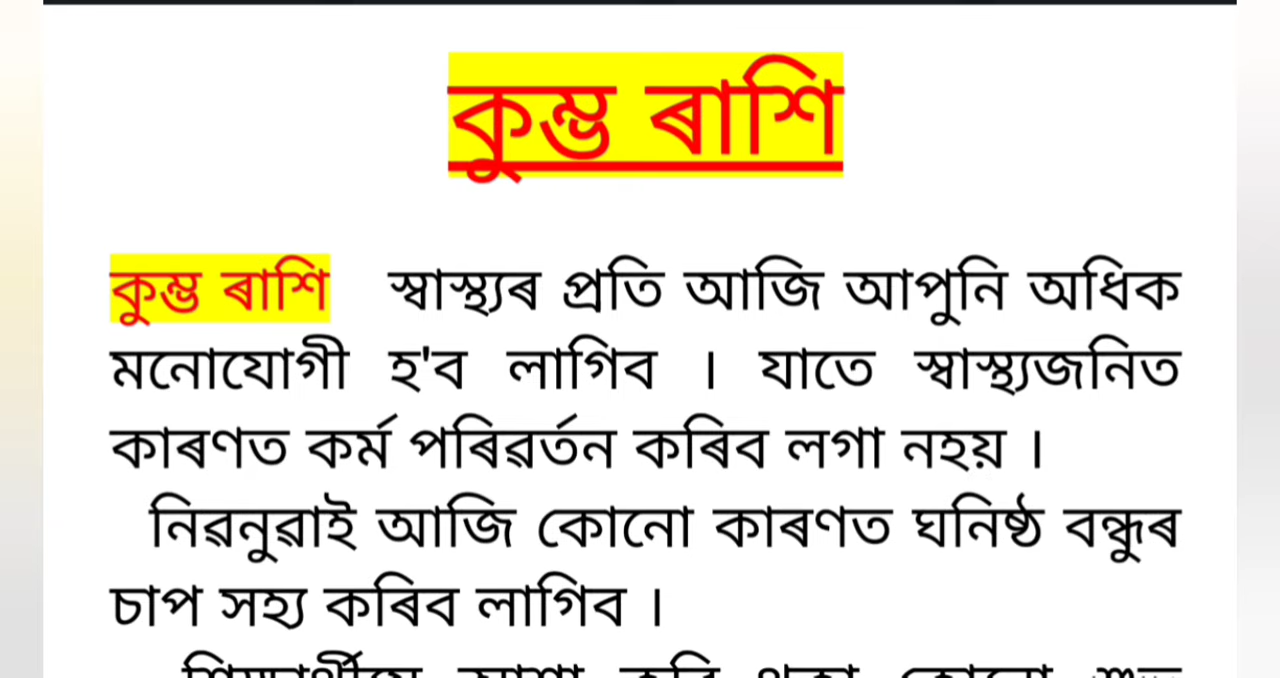 কুম্ভ ৰাশি
কুম্ভ ৰাশি স্বাস্থ্যৰ প্ৰতি আজি আপুনি অধিক
মনোযোগী হ'ব লাগিব ।  যাতে স্বাস্থ্যজনিত
কাৰণত কৰ্ম পৰিৱৰ্তন কৰিব লগা নহয় ।
নিৱনুৱাই আজি কোনো কাৰণত ঘনিষ্ঠ বন্ধুৰ
চাপ সহ্য কৰিব লাগিব ।